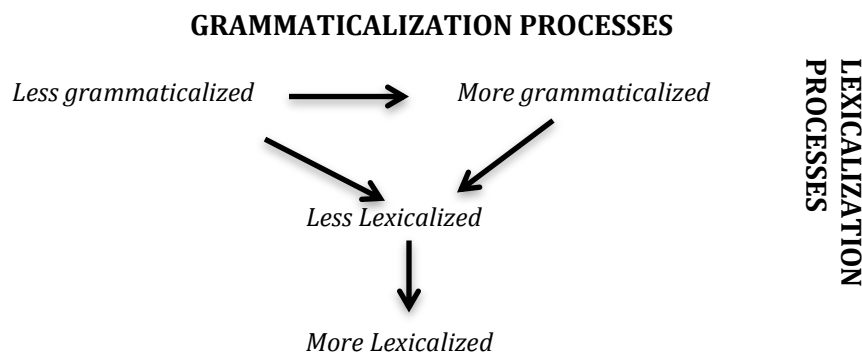 GRAMMATICALIZATION PROCESSES
Less grammaticalized
More grammaticalized
Less Lexicalized
More Lexicalized
LEXICALIZATION
PROCESSES